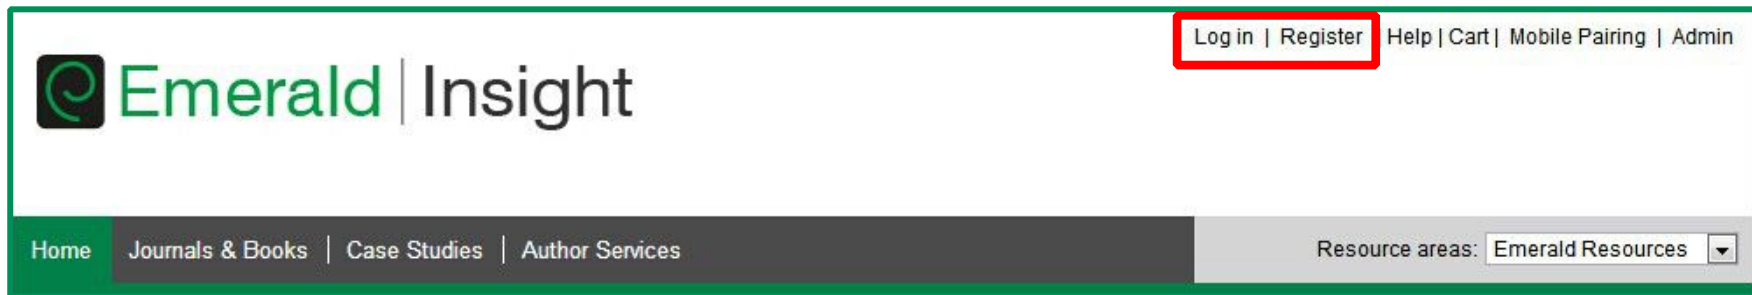 Log in | Register | Help | Cart | Mobile Pairing | Admin
Emerald | Insight
Home Journals & Books | Case Studies | Author Services Resource areas: Emerald Resources